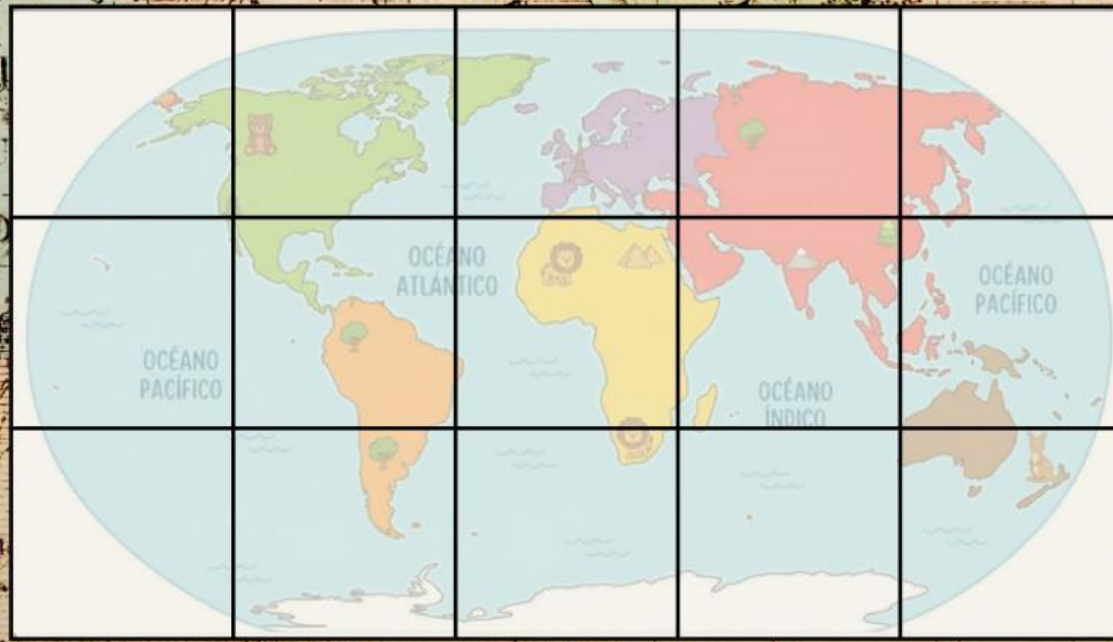 OCÉANO
ATLÁNTICO
OCÉANO
PACÍFICO
OCÉANO
PACÍFICO
OCÉANO
ÍNDICO